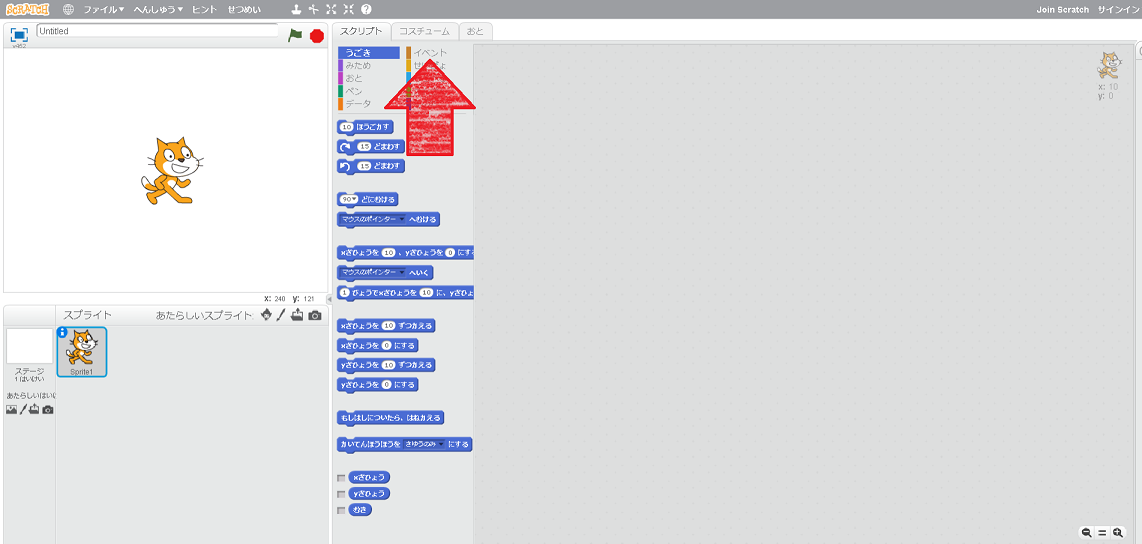 SCRATCH ファイル へんしゅう ヒント せつめい Join Scratch サインイン
Untitled
v462
スクリプト コスチューム おと
うごき イベント
みため
おと
ペン
データ
10 ほうごかす
15 どまわす
15 どまわす
90 どにむける
マウスのポインター へむける
xざひょうを 10 、yざひょうを 0 にす
マウスのポインター へいく
1 びょうでxざひょうを 10 に、yざひょ
xざひょうを 10 ずつかえる
xざひょうを 0 にする
yざひょうを 10 ずつかえる
yざひょうを 0 にする
もしはしについたら、はねかえる
かいてんほうほうを さゆうのみ にする
xざひょう
yざひょう
むき
x: 10
y: 0
x: 240 y: 121
スプライト あたらしいスプライト:
Sprite1
ステージ
1 はいけい
あたらしいはい